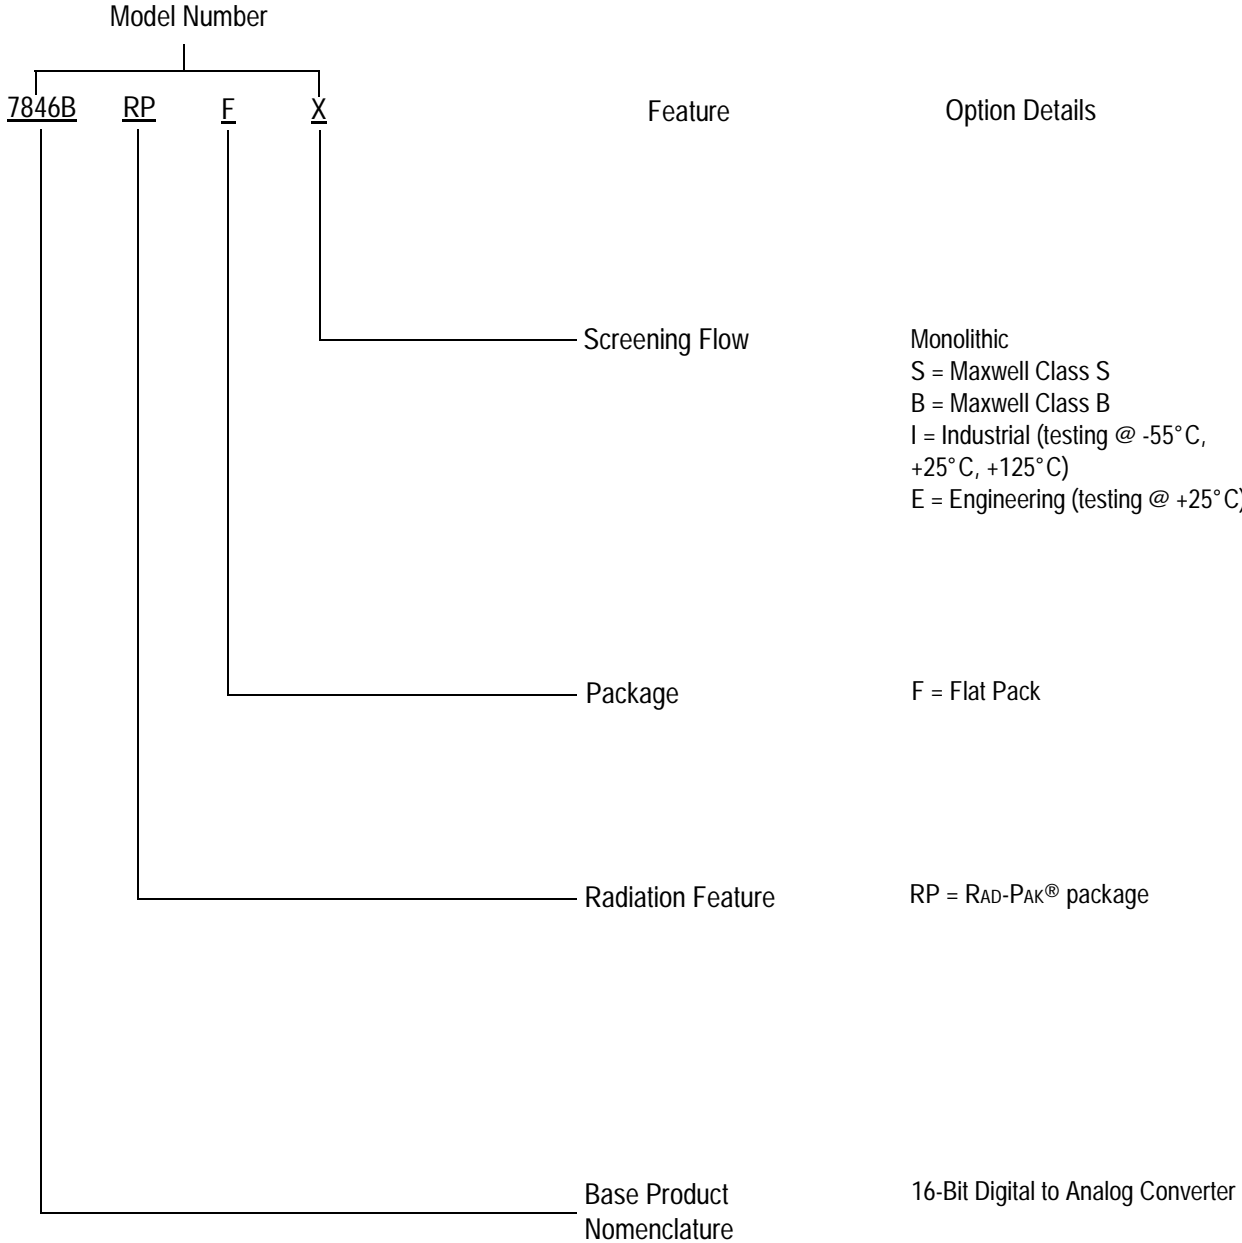 Model Number
7846B RP F X Feature Option Details
Screening Flow Monolithic
S = Maxwell Class S
B = Maxwell Class B
I = Industrial (testing @ -55°C,
+25°C, +125°C)
E = Engineering (testing @ +25°C)
Package F = Flat Pack
Radiation Feature RP = RAD-PAK® package
Base Product 16-Bit Digital to Analog Converter
Nomenclature